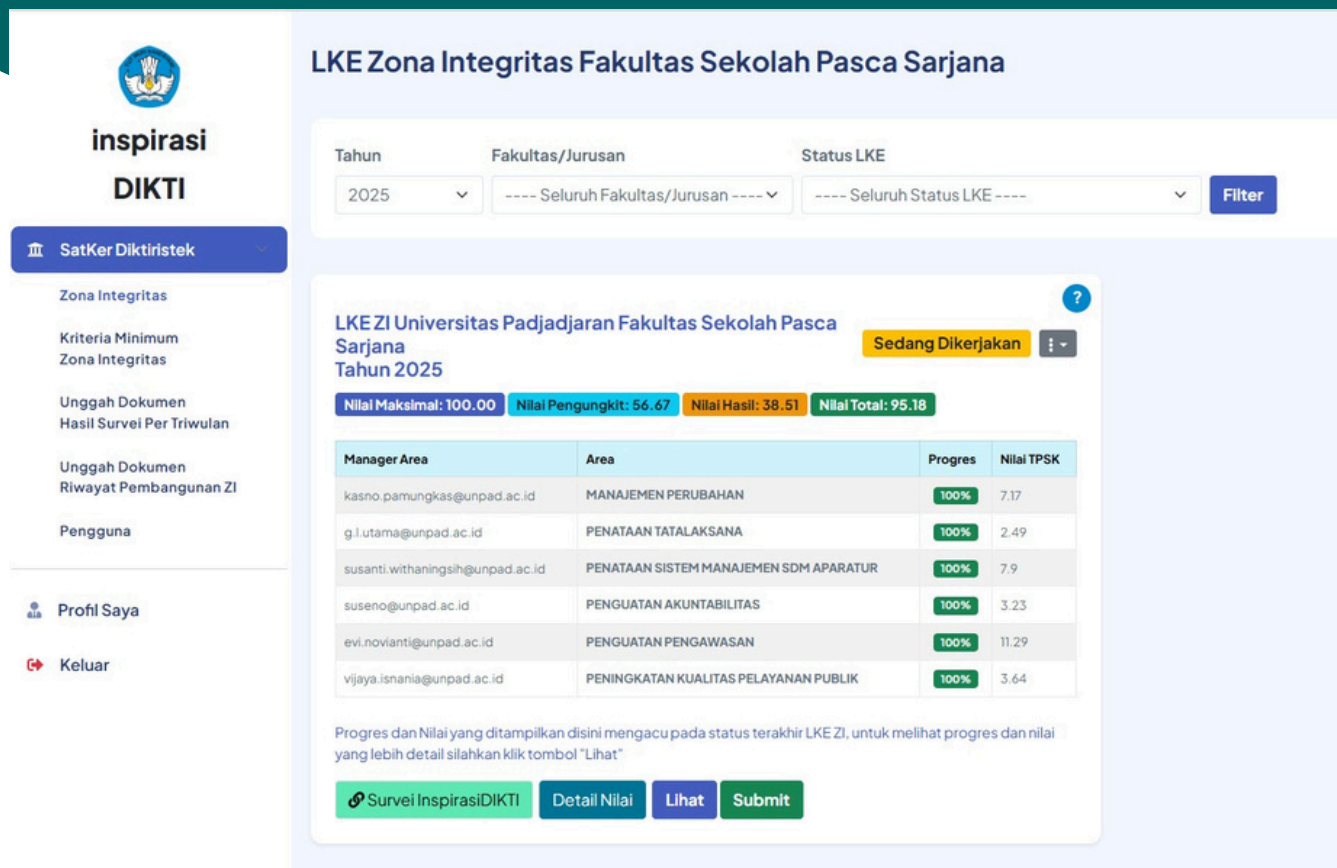 inspirasi
DIKTI
SatKer Diktiristek
Zona Integritas
Kriteria Minimum
Zona Integritas
Unggah Dokumen
Hasil Survei Per Triwulan
Unggah Dokumen
Riwayat Pembangunan ZI
Pengguna
Profil Saya
Keluar
LKE Zona Integritas Fakultas Sekolah Pasca Sarjana
Tahun Fakultas/Jurusan Status LKE
2025 ---- Seluruh Fakultas/Jurusan ---- ---- Seluruh Status LKE ---- Filter
?
LKE ZI Universitas Padjadjaran Fakultas Sekolah Pasca
Sarjana
Tahun 2025
Sedang Dikerjakan
Nilai Maksimal: 100.00 Nilai Pengungkit: 56.67 Nilai Hasil: 38.51 Nilai Total: 95.18
Manager Area Area Progres Nilai TPSK
kasno.pamungkas@unpad.ac.id MANAJEMEN PERUBAHAN 100% 7.17
g.l.utama@unpad.ac.id PENATAAN TATALAKSANA 100% 2.49
susanti.withaningsih@unpad.ac.id PENATAAN SISTEM MANAJEMEN SDM APARATUR 100% 7.9
suseno@unpad.ac.id PENGUATAN AKUNTABILITAS 100% 3.23
evi.novianti@unpad.ac.id PENGUATAN PENGAWASAN 100% 11.29
vijaya.isnania@unpad.ac.id PENINGKATAN KUALITAS PELAYANAN PUBLIK 100% 3.64
Progres dan Nilai yang ditampilkan disini mengacu pada status terakhir LKE ZI, untuk melihat progres dan nilai
yang lebih detail silahkan klik tombol "Lihat"
Survei InspirasiDIKTI Detail Nilai Lihat Submit